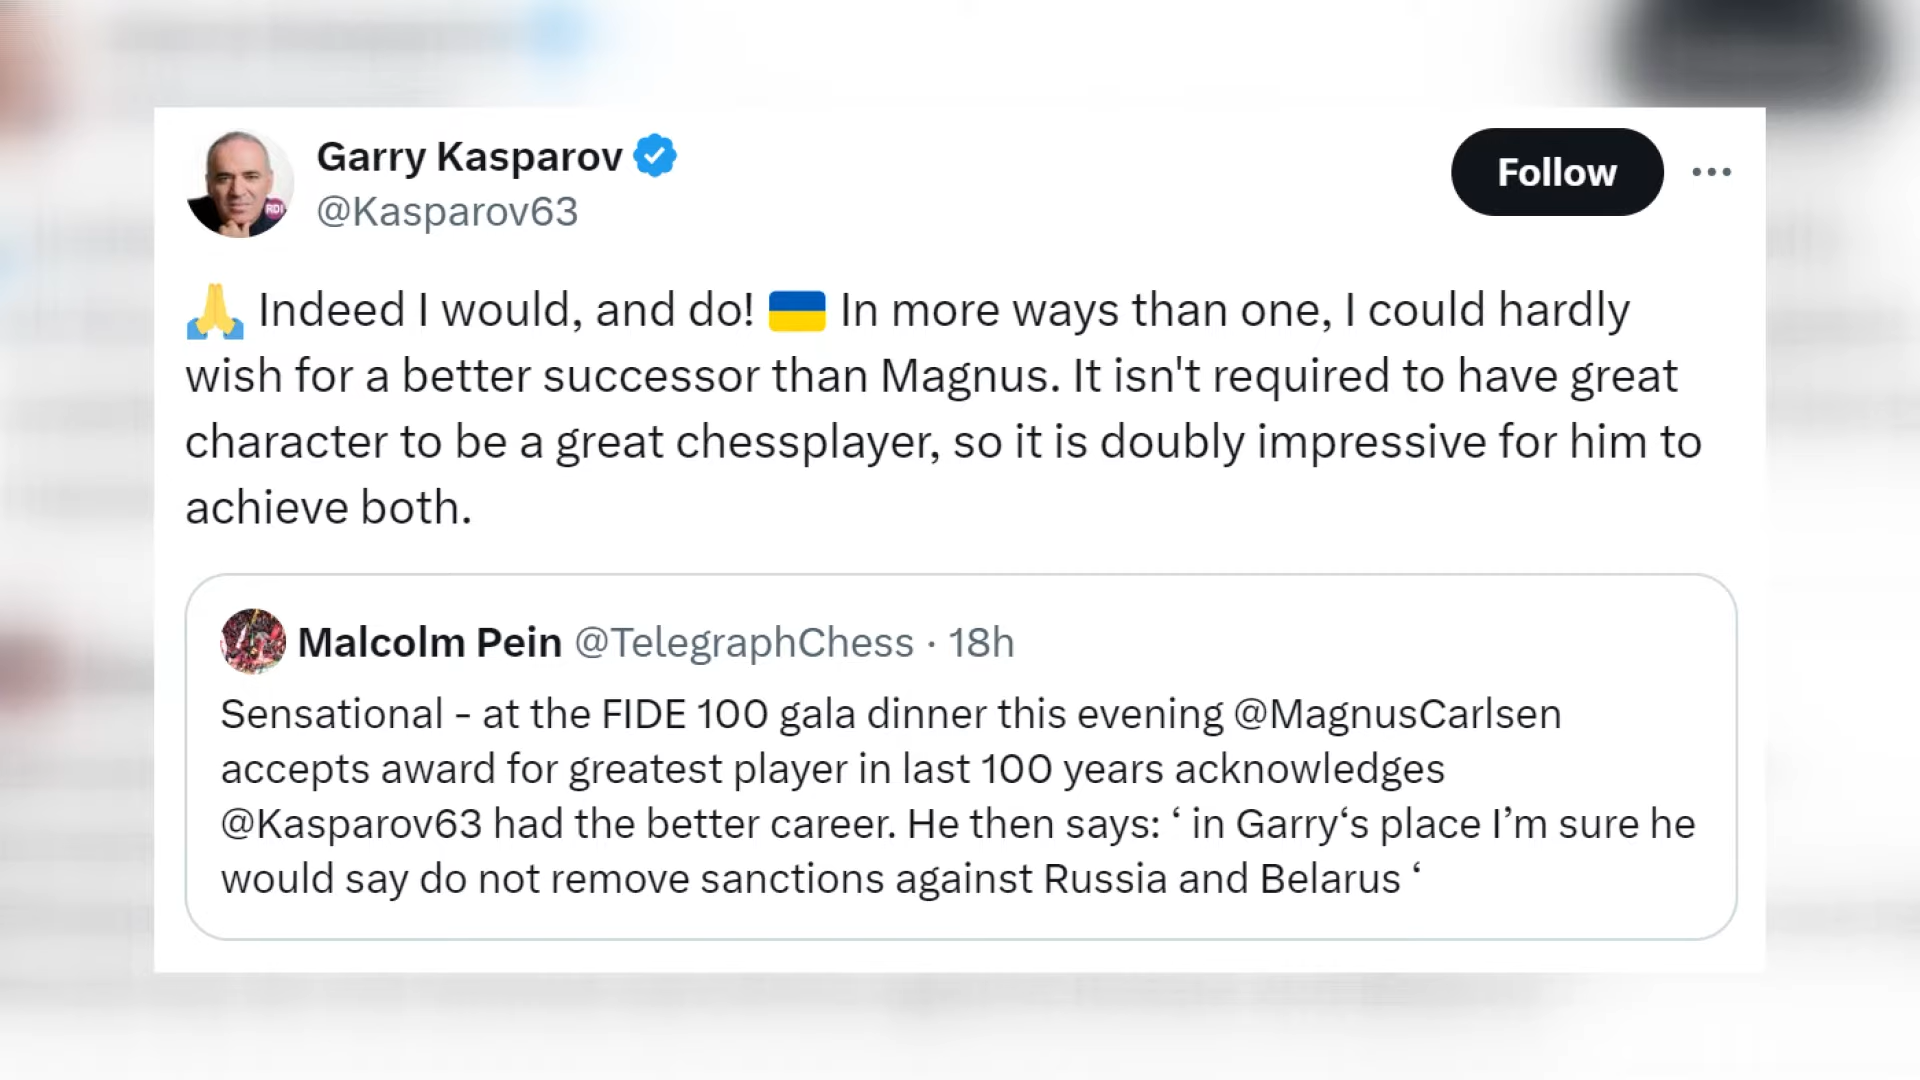 Garry Kasparov
@Kasparov63
Follow
RDI
🙏 Indeed I would, and do! 🇺🇦 In more ways than one, I could hardly
wish for a better successor than Magnus. It isn't required to have great
character to be a great chessplayer, so it is doubly impressive for him to
achieve both.
Malcolm Pein @TelegraphChess · 18h
Sensational - at the FIDE 100 gala dinner this evening @MagnusCarlsen
accepts award for greatest player in last 100 years acknowledges
@Kasparov63 had the better career. He then says: ‘ in Garry‘s place I’m sure he
would say do not remove sanctions against Russia and Belarus ‘